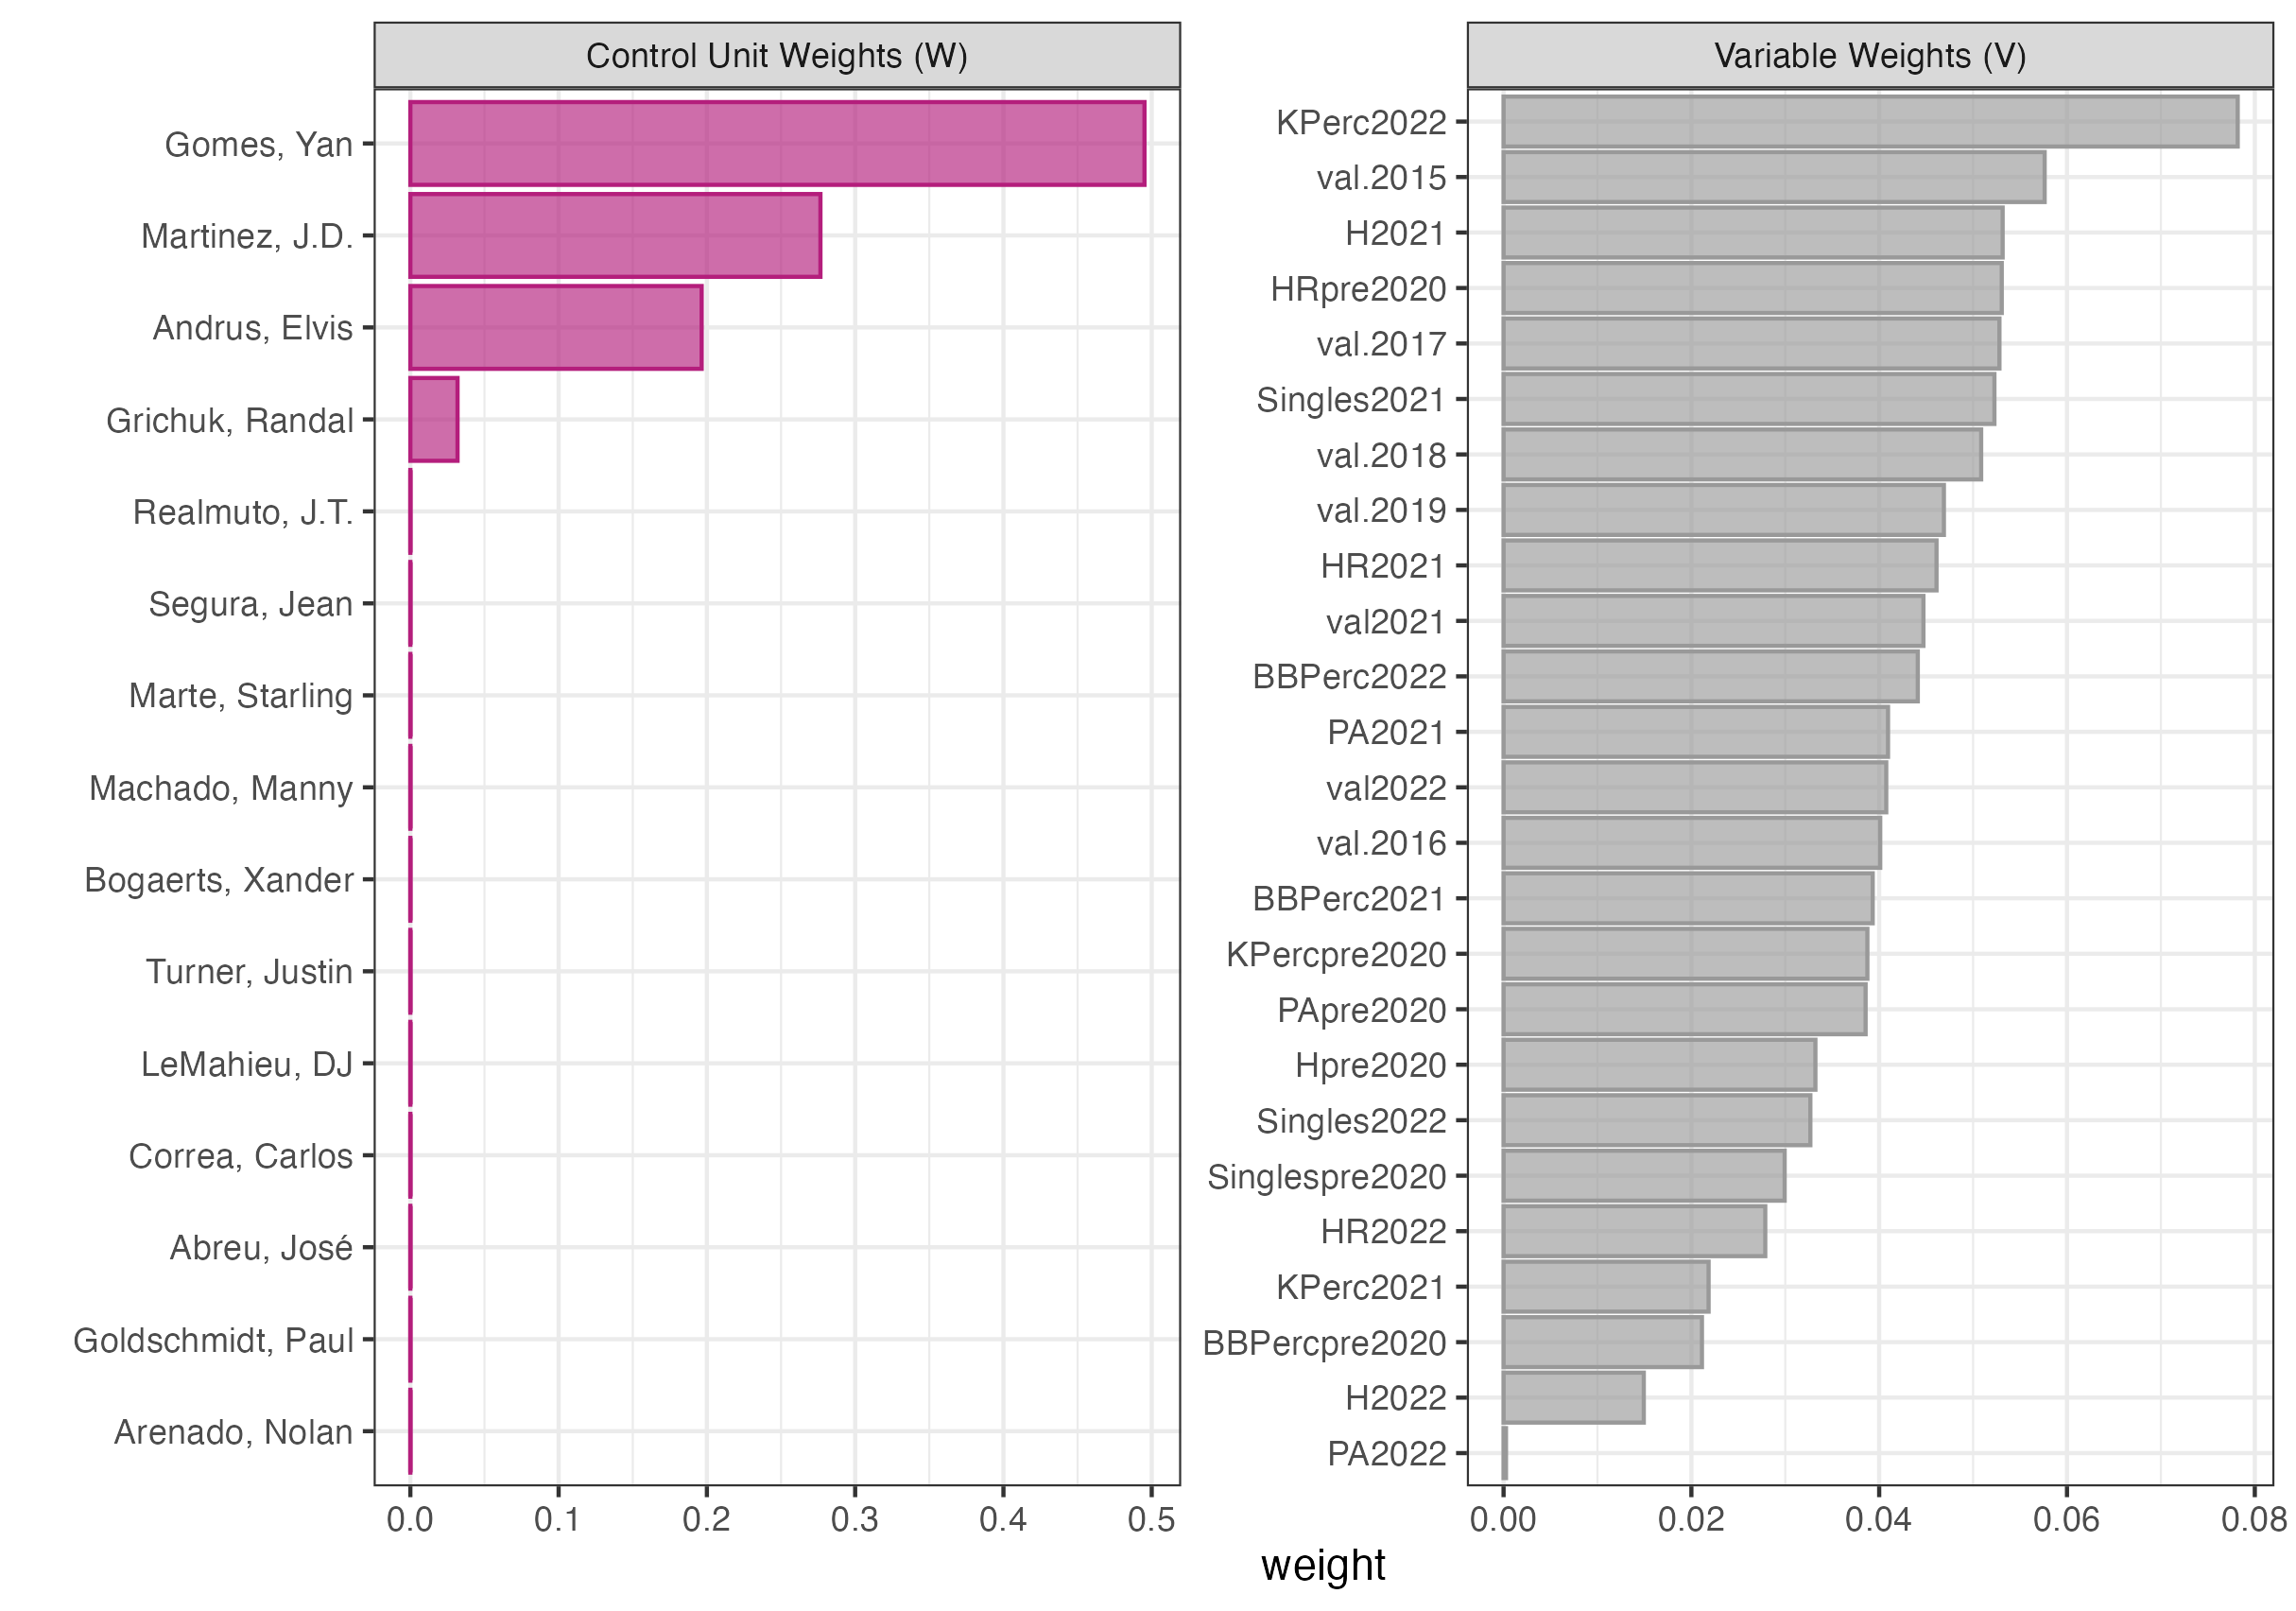 Control Unit Weights (W)
Gomes, Yan
Martinez, J.D.
Andrus, Elvis
Grichuk, Randal
Realmuto, J.T.
Segura, Jean
Marte, Starling
Machado, Manny
Bogaerts, Xander
Turner, Justin
LeMahieu, DJ
Correa, Carlos
Abreu, José
Goldschmidt, Paul
Arenado, Nolan
0.0 0.1 0.2 0.3 0.4 0.5
Variable Weights (V)
KPerc2022
val.2015
H2021
HRpre2020
val.2017
Singles2021
val.2018
val.2019
HR2021
val2021
BBPerc2022
PA2021
val2022
val.2016
BBPerc2021
KPercpre2020
PApre2020
Hpre2020
Singles2022
Singlespre2020
HR2022
KPerc2021
BBPercpre2020
H2022
PA2022
0.00 0.02 0.04 0.06 0.08
weight